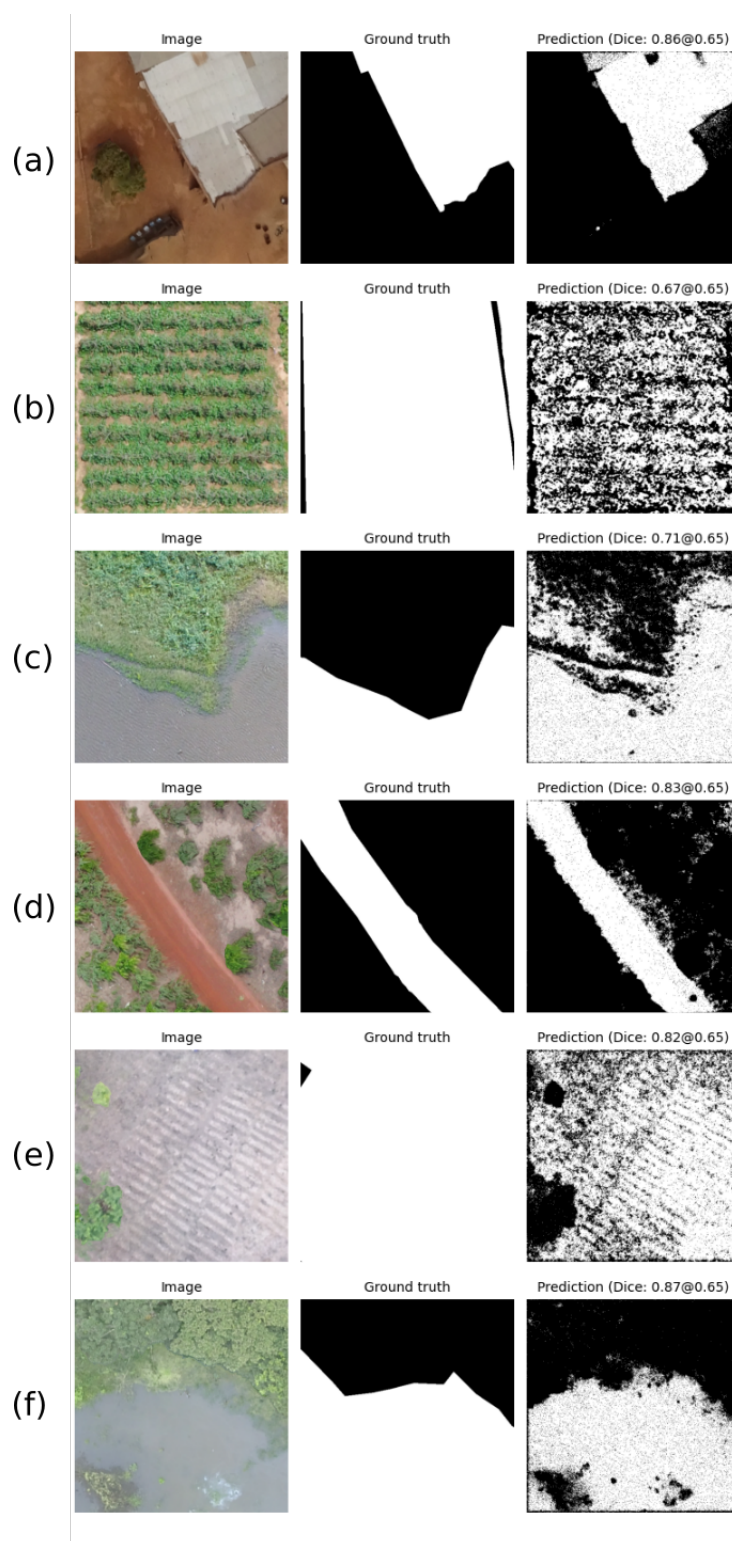 Image Ground truth Prediction (Dice: 0.86@0.65)
(a)
Image Ground truth Prediction (Dice: 0.67@0.65)
(b)
Image Ground truth Prediction (Dice: 0.71@0.65)
(c)
Image Ground truth Prediction (Dice: 0.83@0.65)
(d)
Image Ground truth Prediction (Dice: 0.82@0.65)
(e)
Image Ground truth Prediction (Dice: 0.87@0.65)
(f)